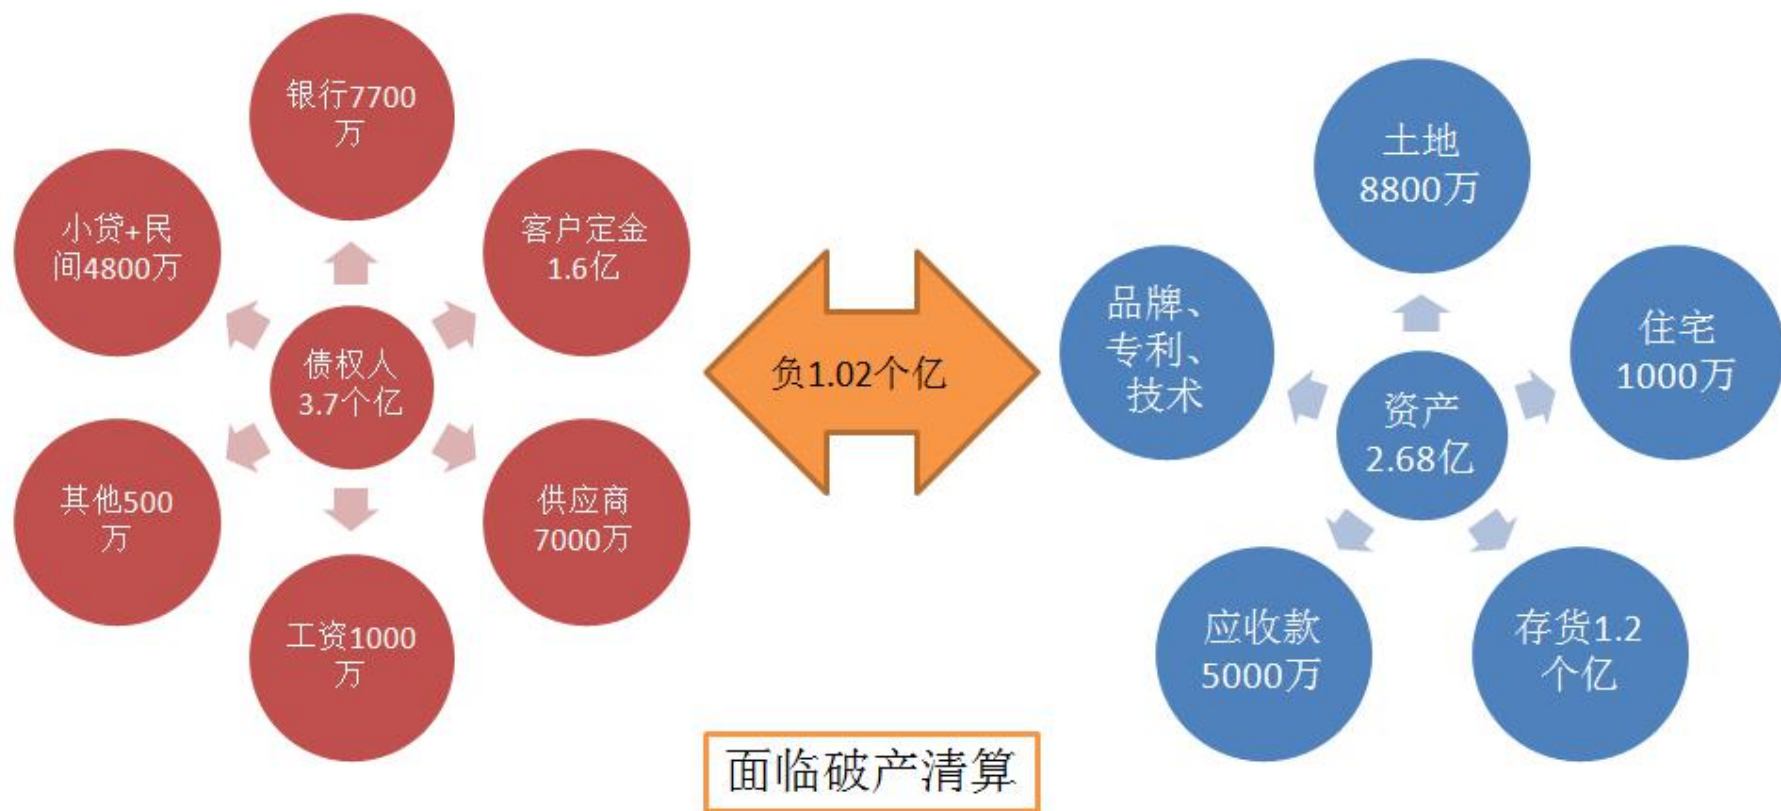 银行7700
万
客户定金
1.6亿
供应商
7000万
工资1000
万
其他500
万
小贷+民
间4800万
债权人
3.7个亿
负1.02个亿
土地
8800万
住宅
1000万
存货1.2
个亿
应收款
5000万
品牌、
专利、
技术
资产
2.68亿
面临破产清算